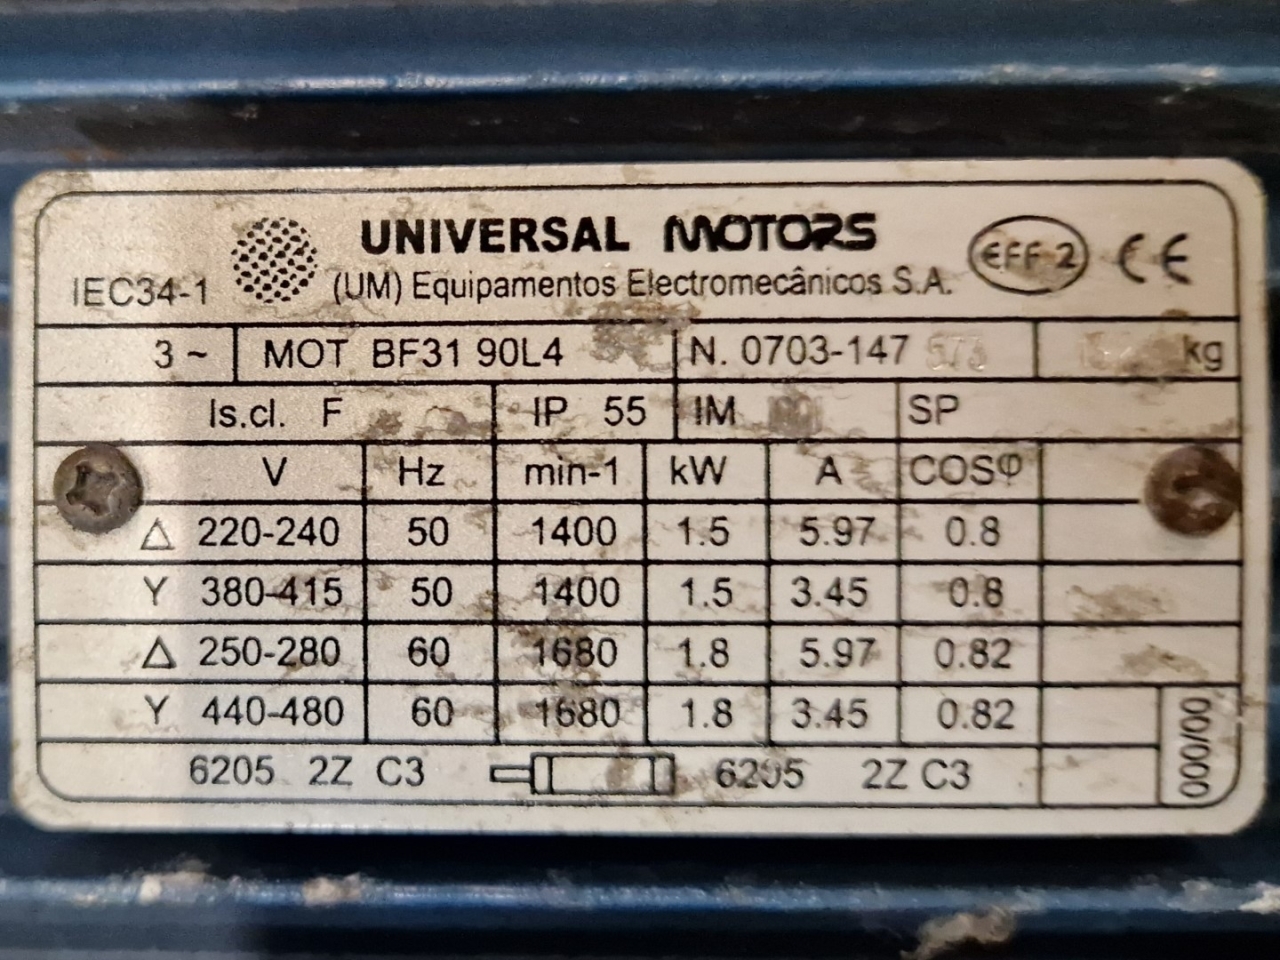 UNIVERSAL MOTORS
EFF 2 CE
IEC34-1 (UM) Equipamentos Electromecânicos S.A.
3 ~ MOT BF31 90L4 N. 0703-147 573 kg
Is.cl. F IP 55 IM SP
V Hz min-1 kW A COSφ
Δ 220-240 50 1400 1.5 5.97 0.8
Y 380-415 50 1400 1.5 3.45 0.8
Δ 250-280 60 1680 1.8 5.97 0.82
Y 440-480 60 1680 1.8 3.45 0.82
6205 2Z C3 6205 2Z C3
000/00